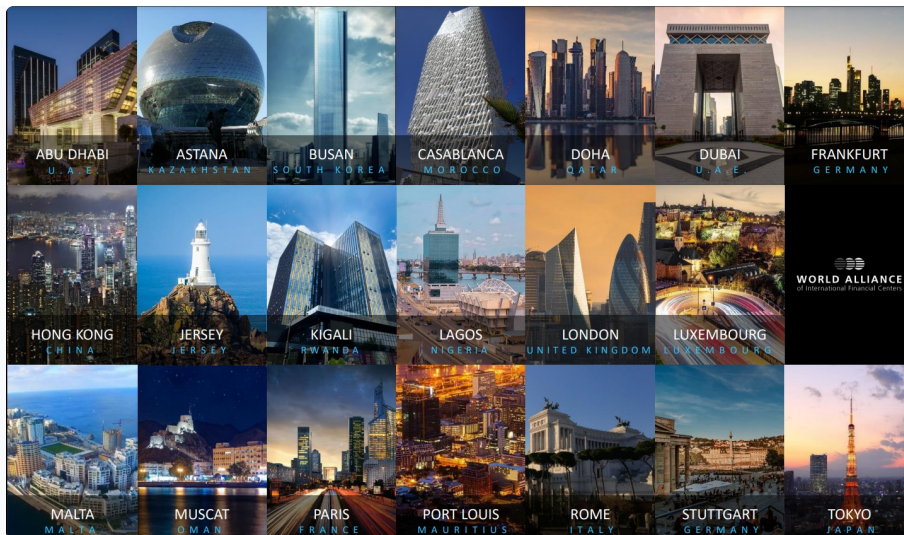 ABU DHABI
U.A.E.
ASTANA
KAZAKHSTAN
BUSAN
SOUTH KOREA
CASABLANCA
MOROCCO
DOHA
QATAR
DUBAI
U.A.E.
FRANKFURT
GERMANY
HONG KONG
CHINA
JERSEY
JERSEY
KIGALI
RWANDA
LAGOS
NIGERIA
LONDON
UNITED KINGDOM
LUXEMBOURG
LUXEMBOURG
WORLD ALLIANCE
of International Financial Centers
MALTA
MALTA
MUSCAT
OMAN
PARIS
FRANCE
PORT LOUIS
MAURITIUS
ROME
ITALY
STUTTGART
GERMANY
TOKYO
JAPAN